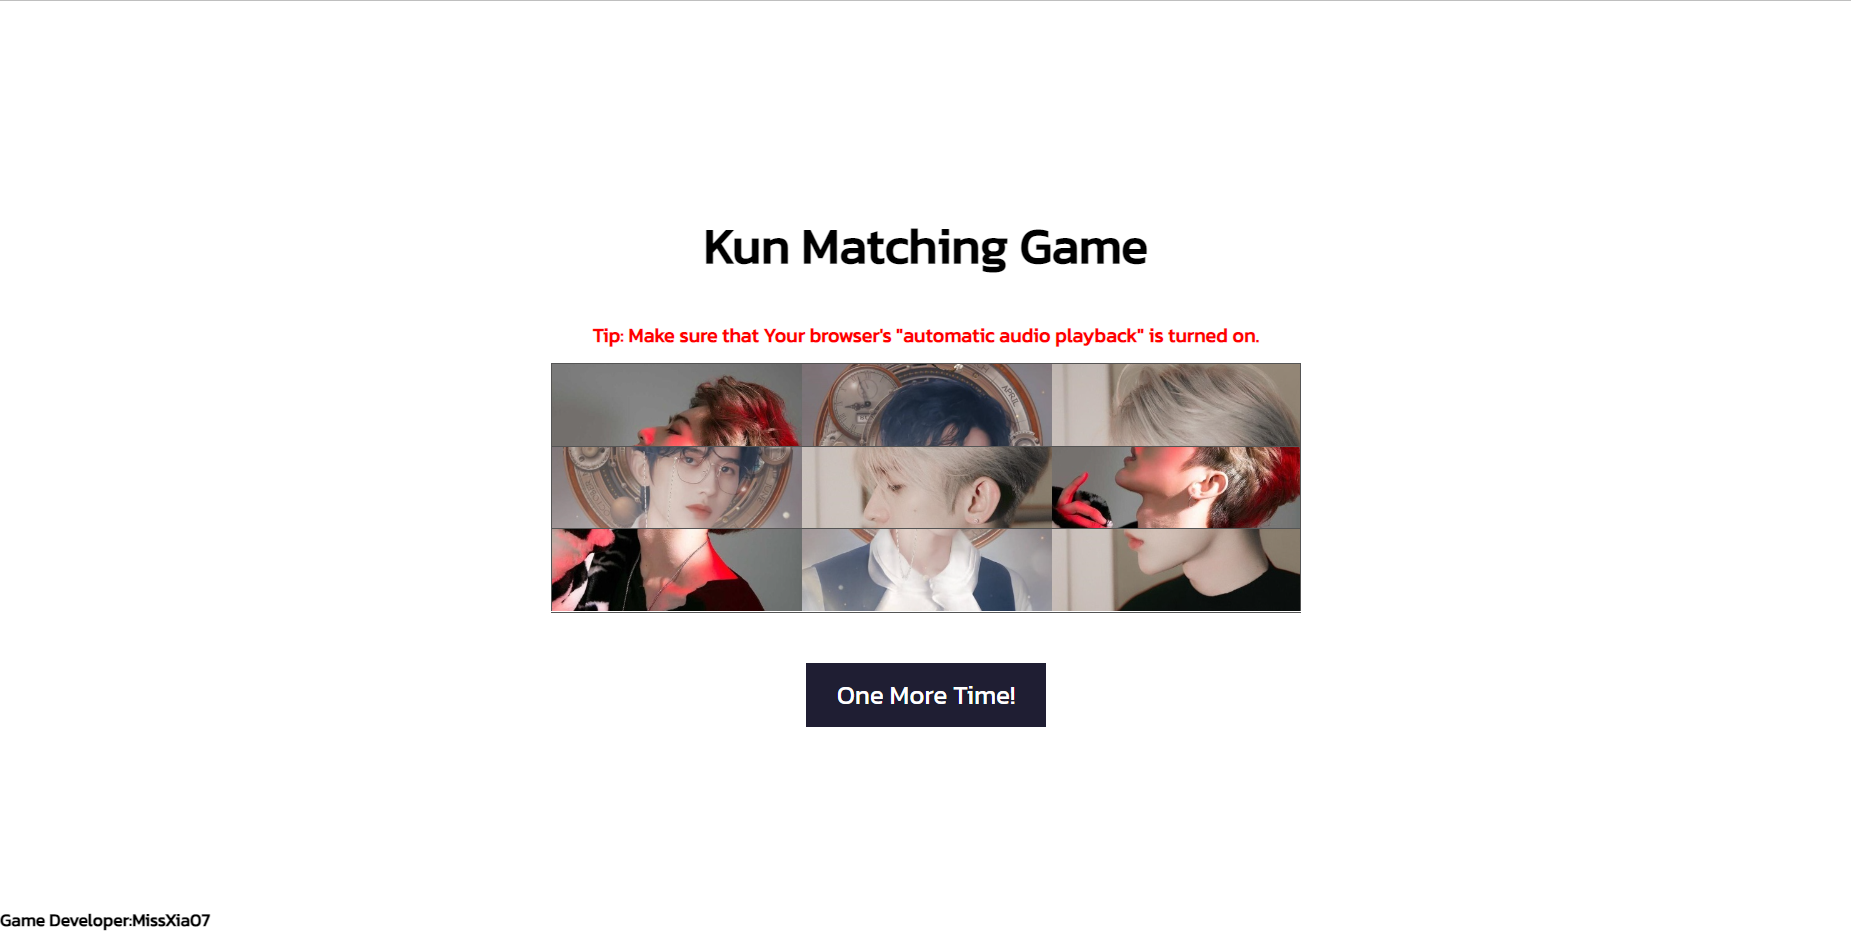 Kun Matching Game
Tip: Make sure that Your browser's "automatic audio playback" is turned on.
APRIL
One More Time!
Game Developer:MissXia07